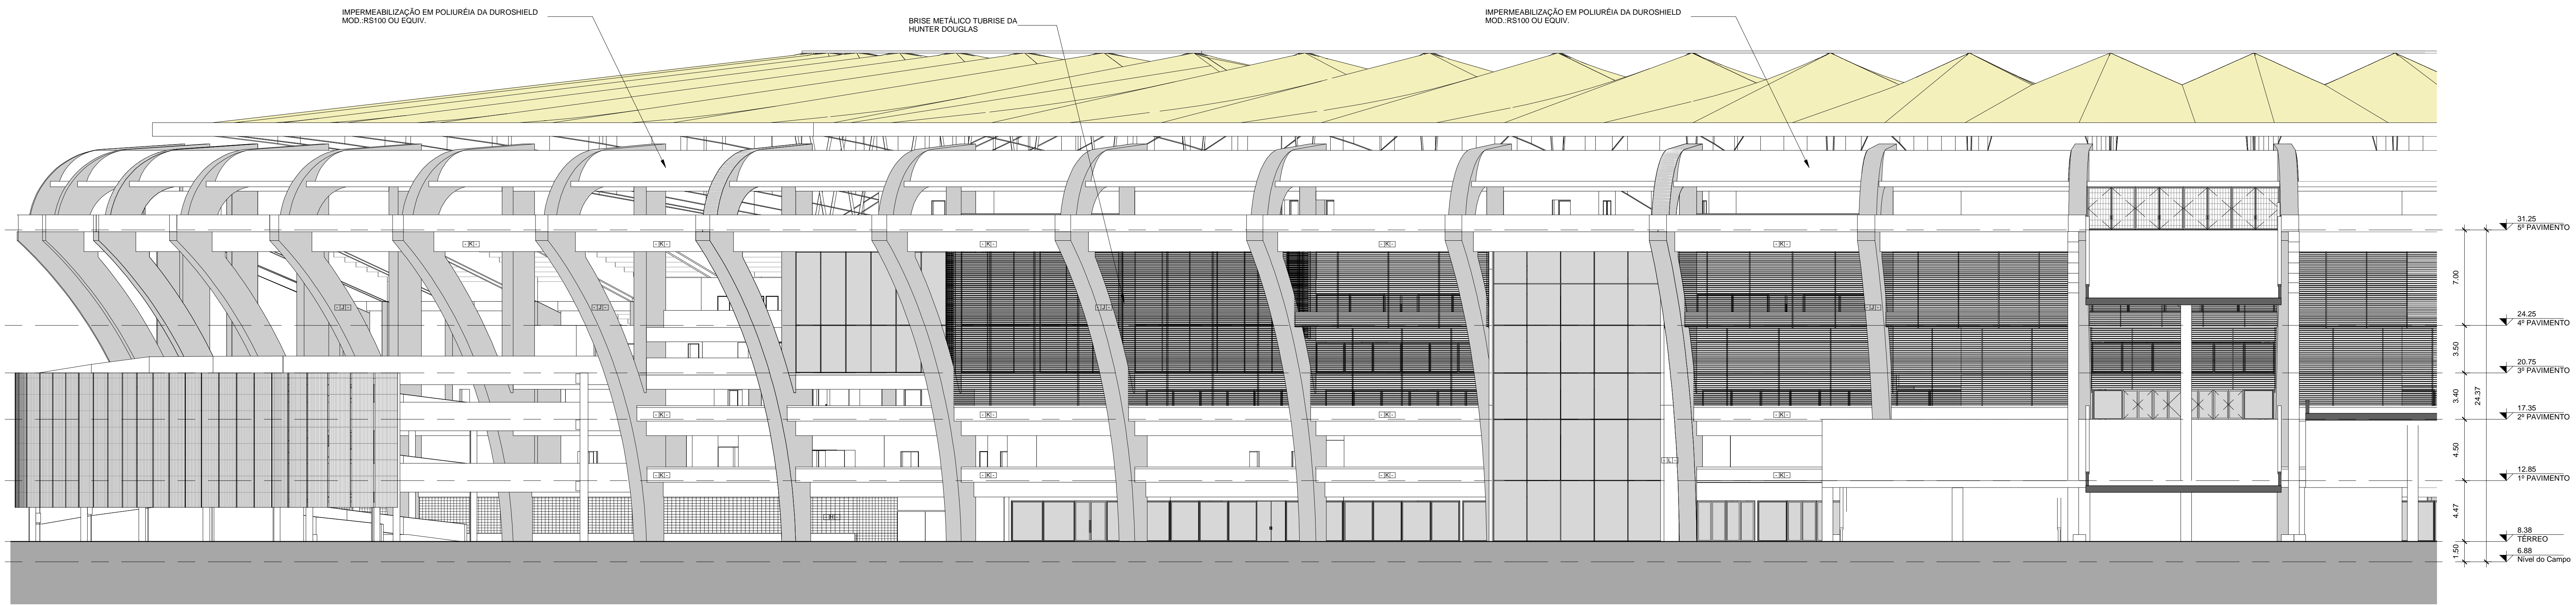 IMPERMEABILIZAÇÃO EM POLIURÉIA DA DUROSHIELD
MOD.:RS100 OU EQUIV.
BRISE METÁLICO TUBRISE DA
HUNTER DOUGLAS
IMPERMEABILIZAÇÃO EM POLIURÉIA DA DUROSHIELD
MOD.:RS100 OU EQUIV.
K
K
K
K
K
J
J
J
J
K
K
K
K
K
K
K
K
L
H
31.25
5º PAVIMENTO
7.00
24.25
4º PAVIMENTO
3.50
20.75
3º PAVIMENTO
3.40
24.37
17.35
2º PAVIMENTO
4.50
12.85
1º PAVIMENTO
4.47
8.38
TÉRREO
1.50
6.88
Nível do Campo